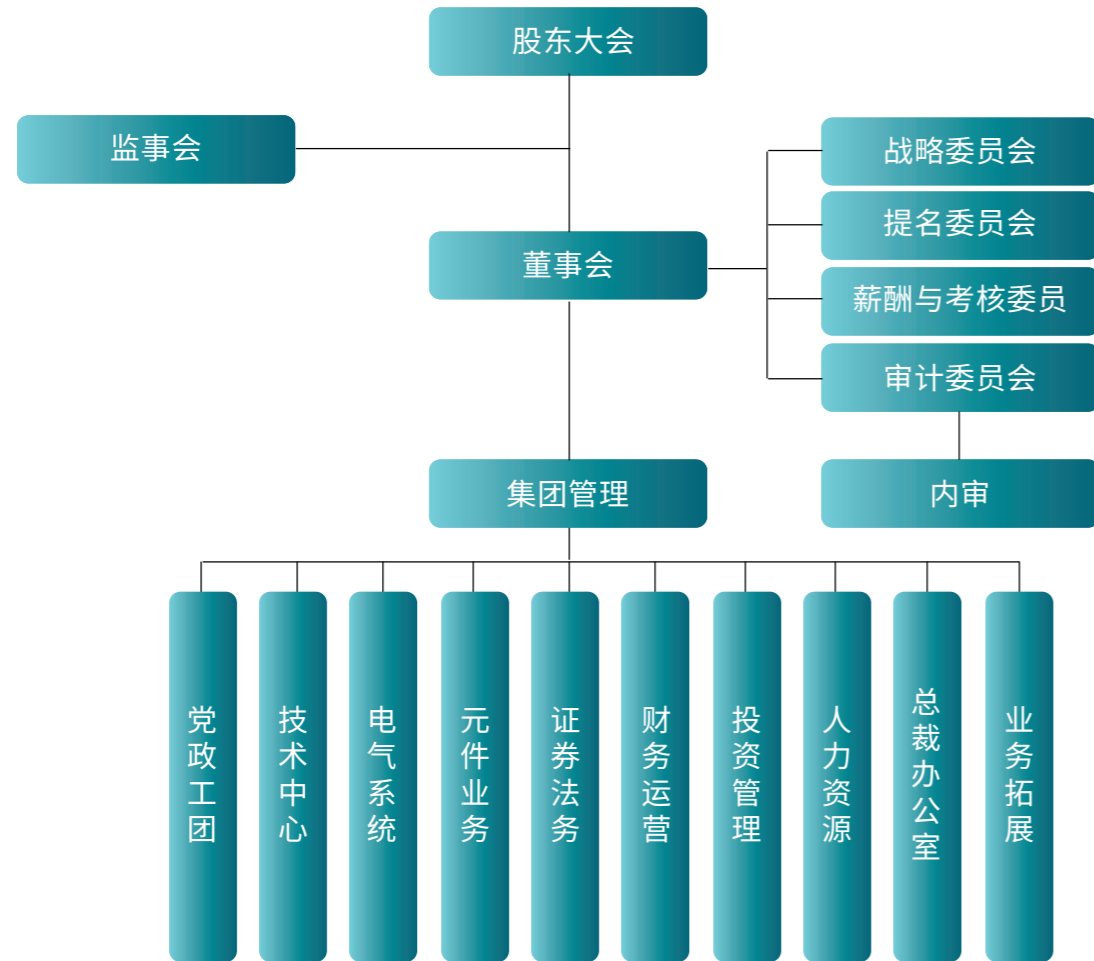 股东大会
监事会
战略委员会
提名委员会
董事会
薪酬与考核委员
审计委员会
集团管理
内审
党政工团
技术中心
电气系统
元件业务
证券法务
财务运营
投资管理
人力资源
总裁办公室
业务拓展